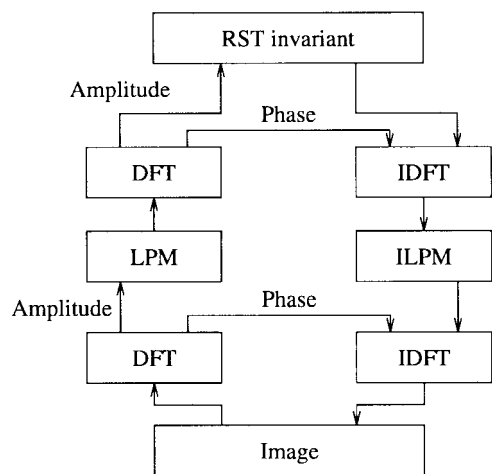 RST invariant
Amplitude
Phase
DFT
IDFT
LPM
ILPM
Amplitude
Phase
DFT
IDFT
Image